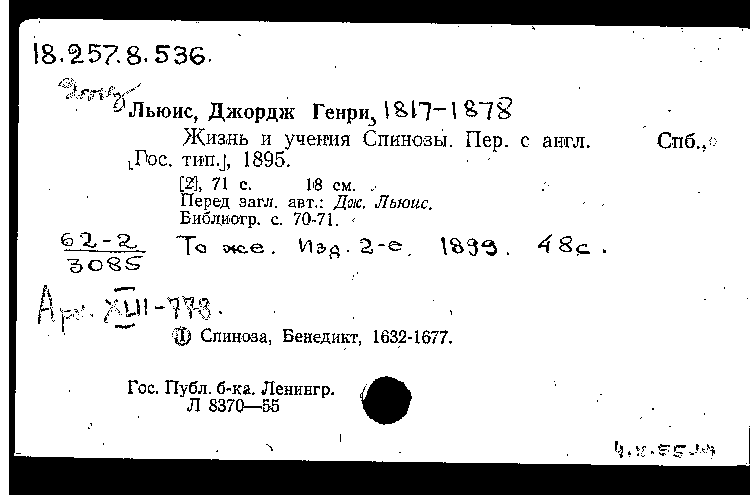 18.257.8.536.
Льюис, Джордж Генри, 1817-1878
Жизнь и учения Спинозы. Пер. с англ. Спб.,
[Гос. тип.], 1895.
[2], 71 с. 18 см.
Перед загл. авт.: Дж. Льюис.
Библиогр. с. 70-71.
62-2 То же. Изд. 2-е. 1899. 48с.
3085
Арх. XLII-778.
① Спиноза, Бенедикт, 1632-1677.
Гос. Публ. б-ка. Ленингр.
Л 8370—55